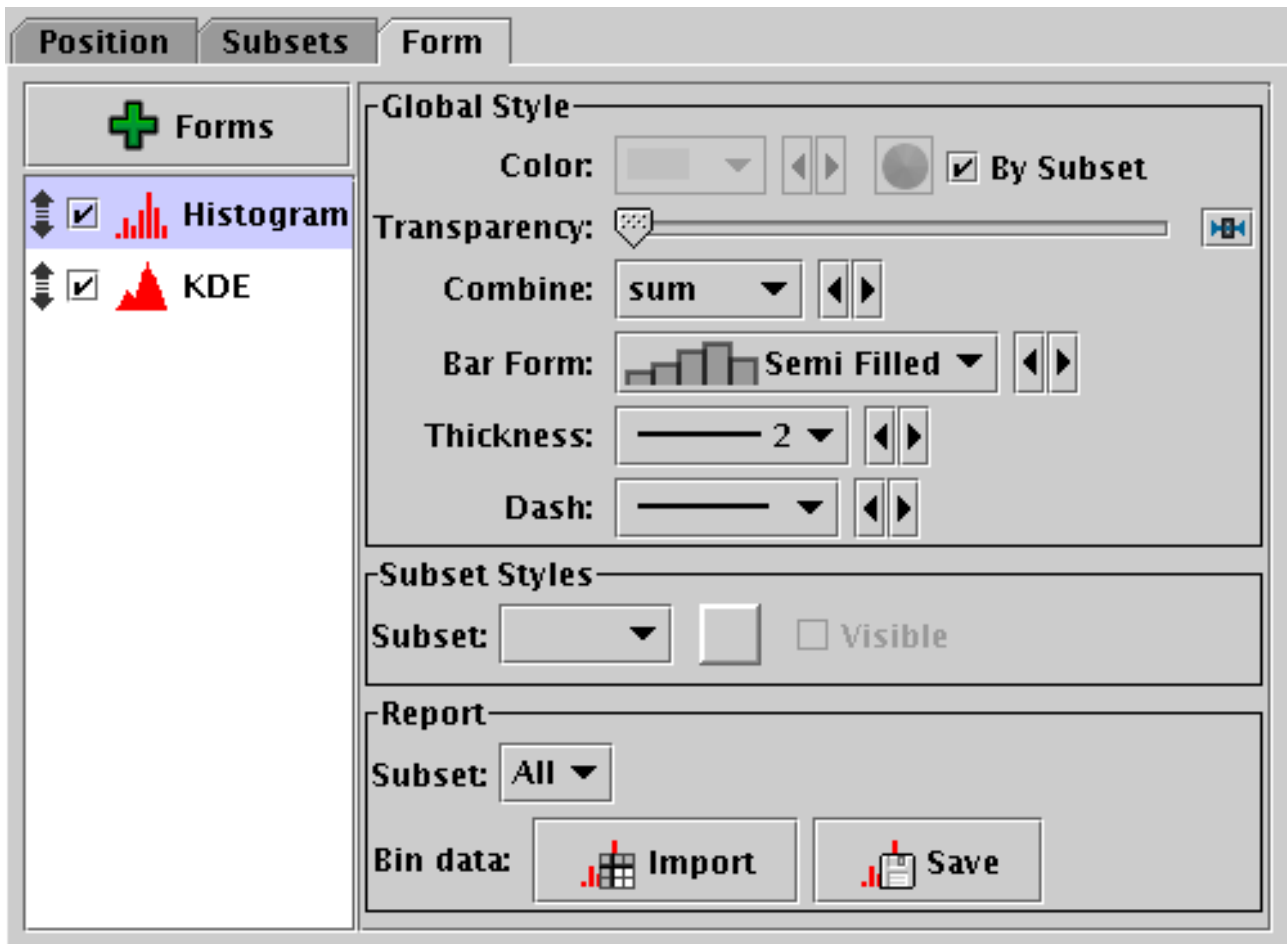 Position Subsets Form
Forms
Histogram
KDE
Global Style
Color: By Subset
Transparency:
Combine: sum
Bar Form: Semi Filled
Thickness: 2
Dash:
Subset Styles
Subset: Visible
Report
Subset: All
Bin data: Import Save